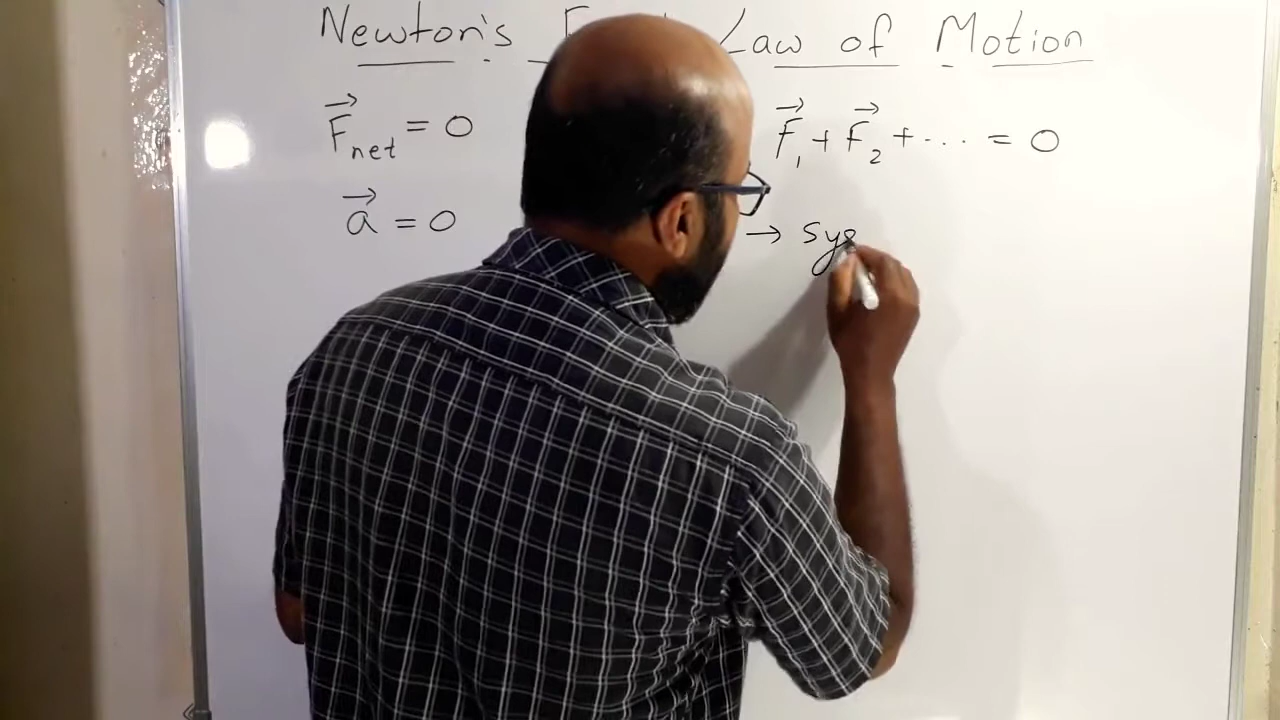 Newton's Law of Motion
F⃗net = 0 F⃗₁ + F⃗₂ + ... = 0
a⃗ = 0 → sys